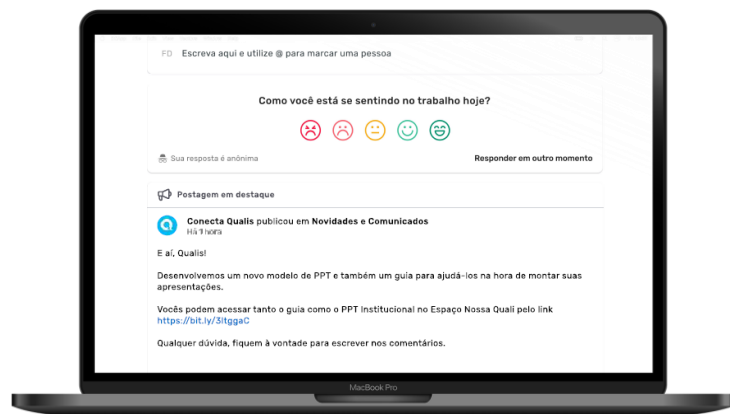 FD Escreva aqui e utilize @ para marcar uma pessoa
Como você está se sentindo no trabalho hoje?
Sua resposta é anônima
Responder em outro momento
Postagem em destaque
Conecta Qualis publicou em Novidades e Comunicados
Há 1 hora
E aí, Qualis!
Desenvolvemos um novo modelo de PPT e também um guia para ajudá-los na hora de montar suas
apresentações.
Vocês podem acessar tanto o guia como o PPT Institucional no Espaço Nossa Quali pelo link
https://bit.ly/3ltggaC
Qualquer dúvida, fiquem à vontade para escrever nos comentários.
MacBook Pro